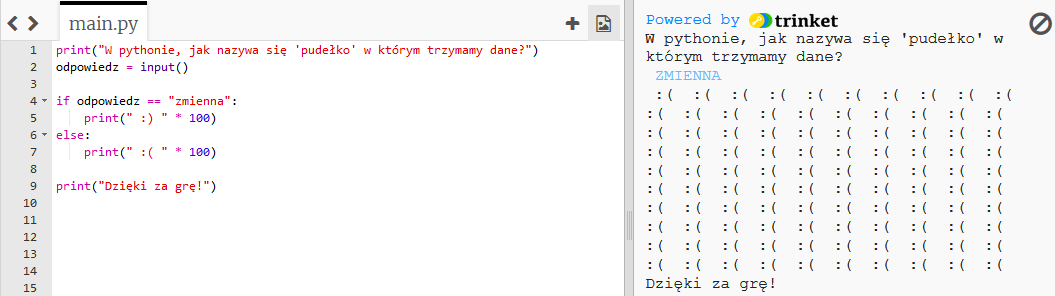 main.py
1 print("W pythonie, jak nazywa się 'pudełko' w którym trzymamy dane?")
2 odpowiedz = input()
3
4 if odpowiedz == "zmienna":
5     print(" :) " * 100)
6 else:
7     print(" :( " * 100)
8
9 print("Dzięki za grę!")
10
11
12
13
14
15
Powered by trinket
W pythonie, jak nazywa się 'pudełko' w
którym trzymamy dane?
 ZMIENNA
 :(  :(  :(  :(  :(  :(  :(  :(  :(  :(
:(  :(  :(  :(  :(  :(  :(  :(  :(  :(
:(  :(  :(  :(  :(  :(  :(  :(  :(  :(
:(  :(  :(  :(  :(  :(  :(  :(  :(  :(
:(  :(  :(  :(  :(  :(  :(  :(  :(  :(
:(  :(  :(  :(  :(  :(  :(  :(  :(  :(
:(  :(  :(  :(  :(  :(  :(  :(  :(  :(
:(  :(  :(  :(  :(  :(  :(  :(  :(  :(
:(  :(  :(  :(  :(  :(  :(  :(  :(  :(
:(  :(  :(  :(  :(  :(  :(  :(  :(  :(
Dzięki za grę!